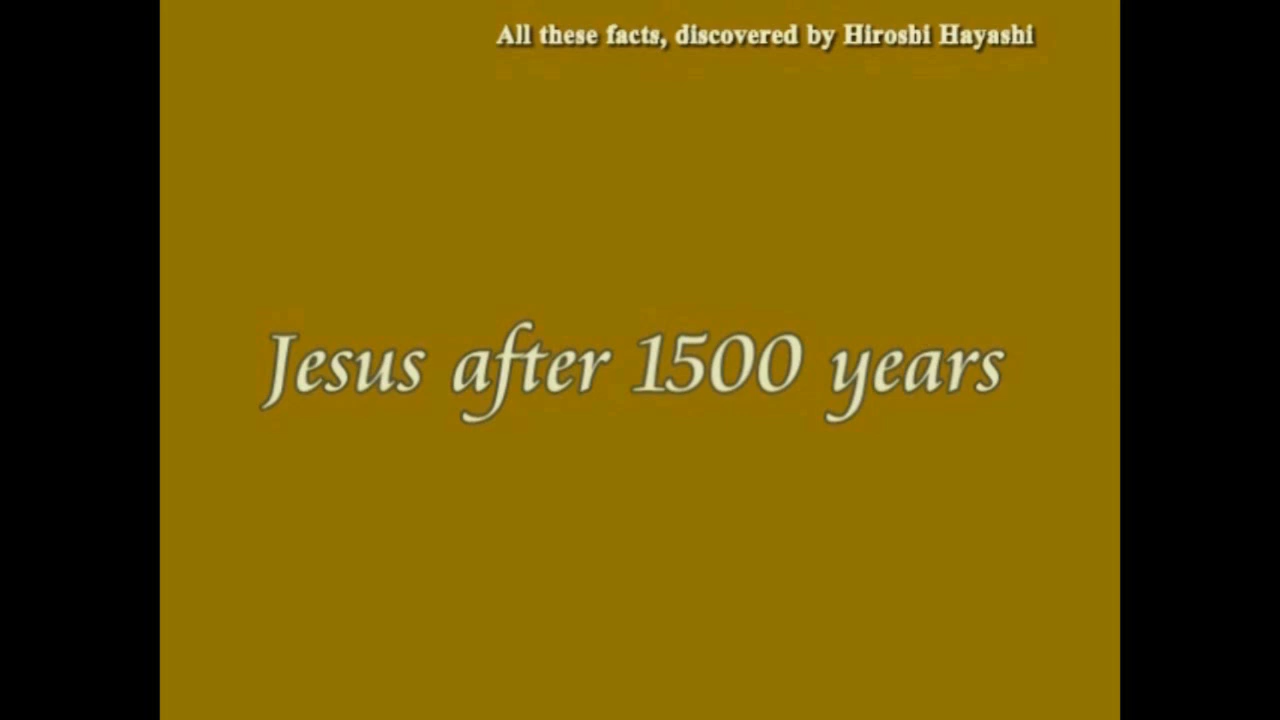 All these facts, discovered by Hiroshi Hayashi
Jesus after 1500 years